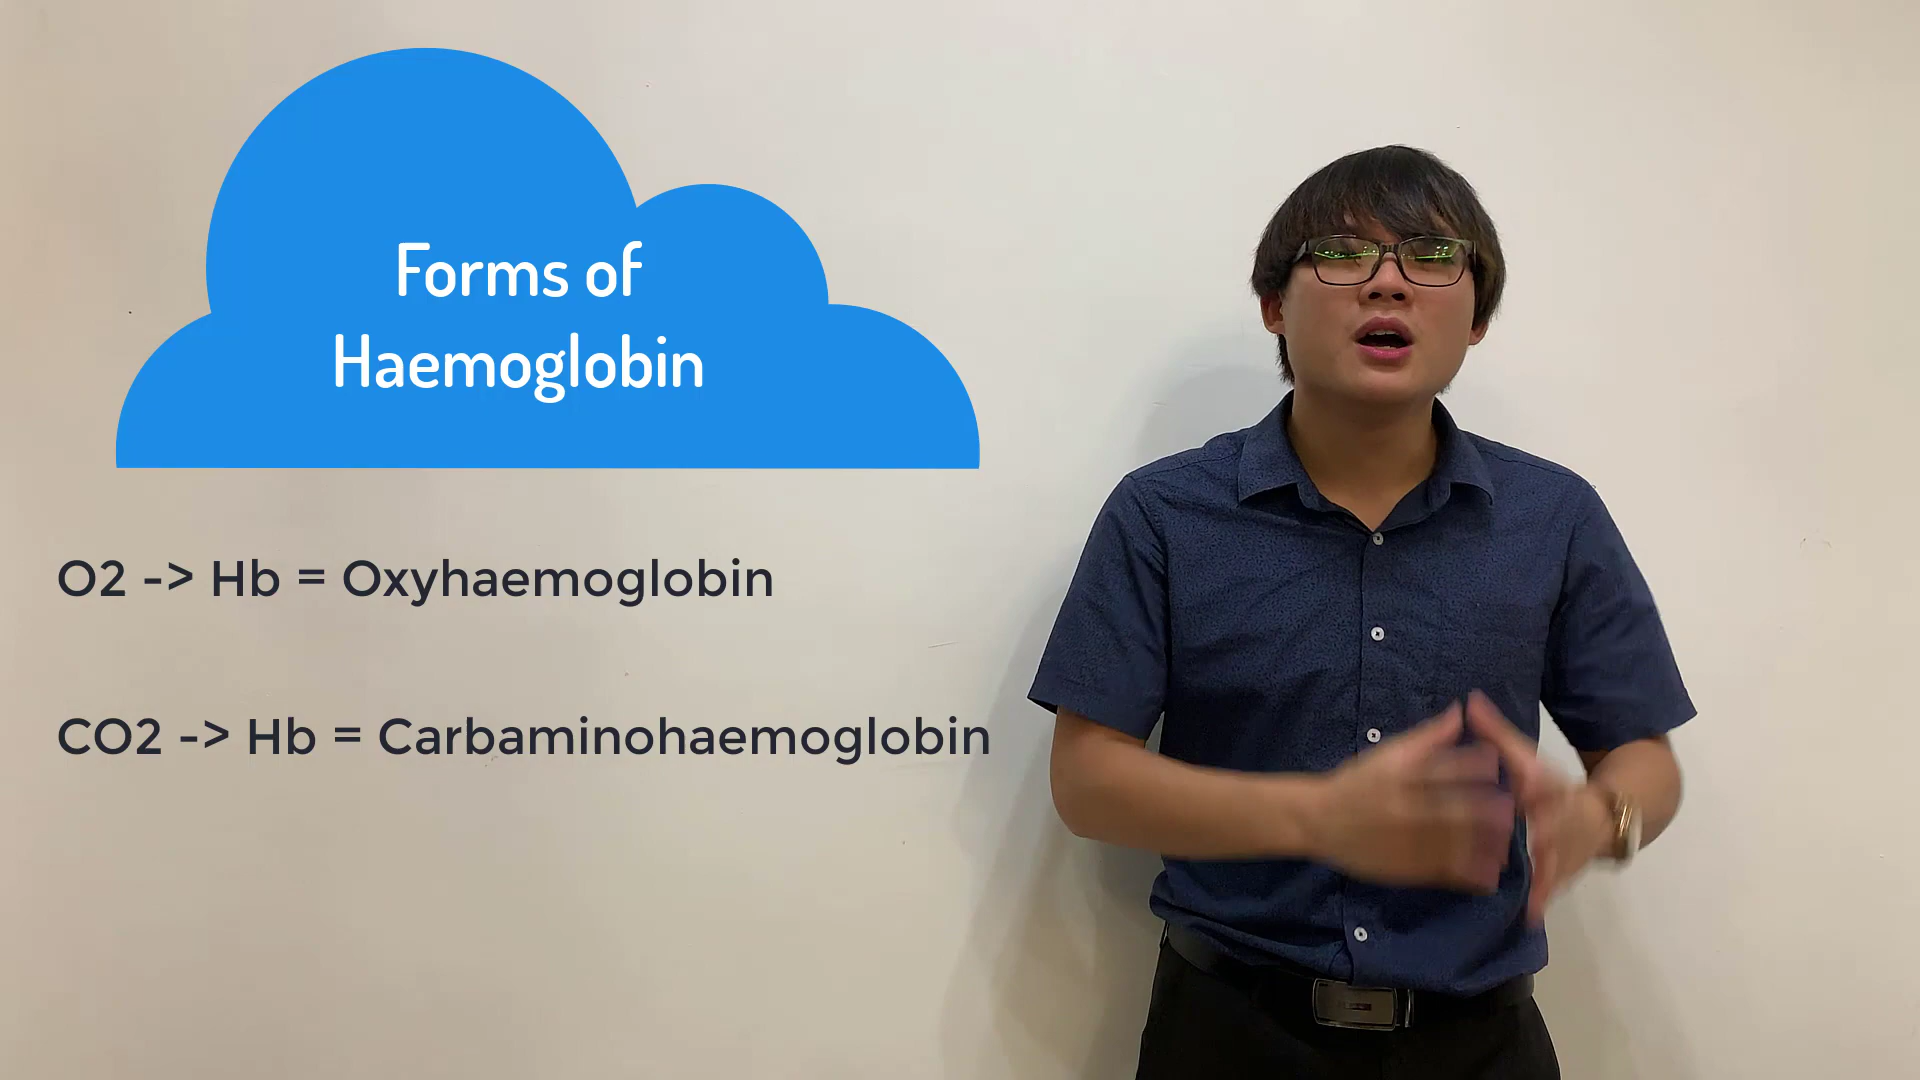 Forms of
Haemoglobin
O2 -> Hb = Oxyhaemoglobin
CO2 -> Hb = Carbaminohaemoglobin